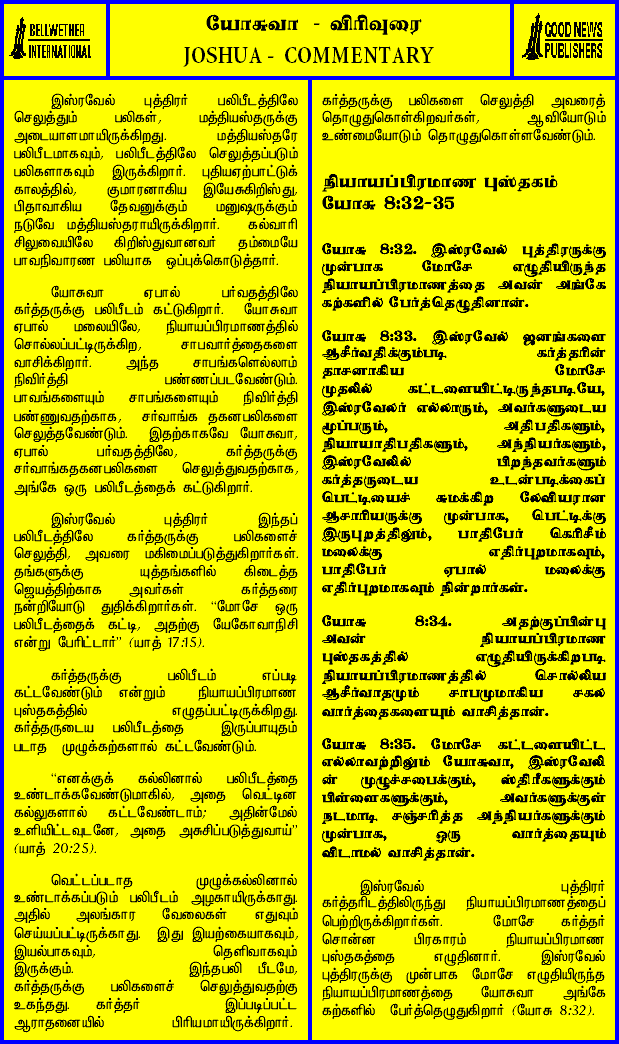 BELLWETHER
INTERNATIONAL
யோசுவா - விரிவுரை
JOSHUA - COMMENTARY
GOOD NEWS
PUBLISHERS
இஸ்ரவேல் புத்திரர் பலிபீடத்திலே
செலுத்தும் பலிகள், மத்தியஸ்தருக்கு
அடையாளமாயிருக்கிறது. மத்தியஸ்தரே
பலிபீடமாகவும், பலிபீடத்திலே செலுத்தப்படும்
பலிகளாகவும் இருக்கிறார். புதியஏற்பாட்டுக்
காலத்தில், குமாரனாகிய இயேசுகிறிஸ்து,
பிதாவாகிய தேவனுக்கும் மனுஷருக்கும்
நடுவே மத்தியஸ்தராயிருக்கிறார். கல்வாரி
சிலுவையிலே கிறிஸ்துவானவர் தம்மையே
பாவநிவாரண பலியாக ஒப்புக்கொடுத்தார்.
யோசுவா ஏபால் பர்வதத்திலே
கர்த்தருக்கு பலிபீடம் கட்டுகிறார். யோசுவா
ஏபால் மலையிலே, நியாயப்பிரமாணத்தில்
சொல்லப்பட்டிருக்கிற, சாபவார்த்தைகளை
வாசிக்கிறார். அந்த சாபங்களெல்லாம்
நிவிர்த்தி பண்ணப்படவேண்டும்.
பாவங்களையும் சாபங்களையும் நிவிர்த்தி
பண்ணுவதற்காக, சர்வாங்க தகனபலிகளை
செலுத்தவேண்டும். இதற்காகவே யோசுவா,
ஏபால் பர்வதத்திலே, கர்த்தருக்கு
சர்வாங்கதகனபலிகளை செலுத்துவதற்காக,
அங்கே ஒரு பலிபீடத்தைக் கட்டுகிறார்.
இஸ்ரவேல் புத்திரர் இந்தப்
பலிபீடத்திலே கர்த்தருக்கு பலிகளைச்
செலுத்தி, அவரை மகிமைப்படுத்துகிறார்கள்.
தங்களுக்கு யுத்தங்களில் கிடைத்த
ஜெயத்திற்காக அவர்கள் கர்த்தரை
நன்றியோடு துதிக்கிறார்கள். “மோசே ஒரு
பலிபீடத்தைக் கட்டி, அதற்கு யேகோவாநிசி
என்று பேரிட்டார்” (யாத் 17:15).
கர்த்தருக்கு பலிபீடம் எப்படி
கட்டவேண்டும் என்றும் நியாயப்பிரமாண
புஸ்தகத்தில் எழுதப்பட்டிருக்கிறது.
கர்த்தருடைய பலிபீடத்தை இருப்பாயுதம்
படாத முழுக்கற்களால் கட்டவேண்டும்.
“எனக்குக் கல்லினால் பலிபீடத்தை
உண்டாக்கவேண்டுமாகில், அதை வெட்டின
கல்லுகளால் கட்டவேண்டாம்; அதின்மேல்
உளியிட்டவுடனே, அதை அசுசிப்படுத்துவாய்”
(யாத் 20:25).
வெட்டப்படாத முழுக்கல்லினால்
உண்டாக்கப்படும் பலிபீடம் அழகாயிருக்காது.
அதில் அலங்கார வேலைகள் எதுவும்
செய்யப்பட்டிருக்காது. இது இயற்கையாகவும்,
இயல்பாகவும், தெளிவாகவும்
இருக்கும். இந்தபலி பீடமே,
கர்த்தருக்கு பலிகளைச் செலுத்துவதற்கு
உகந்தது. கர்த்தர் இப்படிப்பட்ட
ஆராதனையில் பிரியமாயிருக்கிறார்.
கர்த்தருக்கு பலிகளை செலுத்தி அவரைத்
தொழுதுகொள்கிறவர்கள், ஆவியோடும்
உண்மையோடும் தொழுதுகொள்ளவேண்டும்.
நியாயப்பிரமாண புஸ்தகம்
யோசு 8:32-35
யோசு 8:32. இஸ்ரவேல் புத்திரருக்கு
முன்பாக மோசே எழுதியிருந்த
நியாயப்பிரமாணத்தை அவன் அங்கே
கற்களில் பேர்த்தெழுதினான்.
யோசு 8:33. இஸ்ரவேல் ஜனங்களை
ஆசீர்வதிக்கும்படி கர்த்தரின்
தாசனாகிய மோசே
முதலில் கட்டளையிட்டிருந்தபடியே,
இஸ்ரவேலர் எல்லாரும், அவர்களுடைய
மூப்பரும், அதிபதிகளும்,
நியாயாதிபதிகளும், அந்நியர்களும்,
இஸ்ரவேலில் பிறந்தவர்களும்
கர்த்தருடைய உடன்படிக்கைப்
பெட்டியைச் சுமக்கிற லேவியரான
ஆசாரியருக்கு முன்பாக, பெட்டிக்கு
இருபுறத்திலும், பாதிபேர் கெரிசீம்
மலைக்கு எதிர்புறமாகவும்,
பாதிபேர் ஏபால் மலைக்கு
எதிர்புறமாகவும் நின்றார்கள்.
யோசு 8:34. அதற்குப்பின்பு
அவன் நியாயப்பிரமாண
புஸ்தகத்தில் எழுதியிருக்கிறபடி
நியாயப்பிரமாணத்தில் சொல்லிய
ஆசீர்வாதமும் சாபமுமாகிய சகல
வார்த்தைகளையும் வாசித்தான்.
யோசு 8:35. மோசே கட்டளையிட்ட
எல்லாவற்றிலும் யோசுவா, இஸ்ரவேலி
ன் முழுச்சபைக்கும், ஸ்திரீகளுக்கும்
பிள்ளைகளுக்கும், அவர்களுக்குள்
நடமாடி சஞ்சரித்த அந்நியர்களுக்கும்
முன்பாக, ஒரு வார்த்தையும்
விடாமல் வாசித்தான்.
இஸ்ரவேல் புத்திரர்
கர்த்தரிடத்திலிருந்து நியாயப்பிரமாணத்தைப்
பெற்றிருக்கிறார்கள். மோசே கர்த்தர்
சொன்ன பிரகாரம் நியாயப்பிரமாண
புஸ்தகத்தை எழுதினார். இஸ்ரவேல்
புத்திரருக்கு முன்பாக மோசே எழுதியிருந்த
நியாயப்பிரமாணத்தை யோசுவா அங்கே
கற்களில் பேர்த்தெழுதுகிறார் (யோசு 8:32).